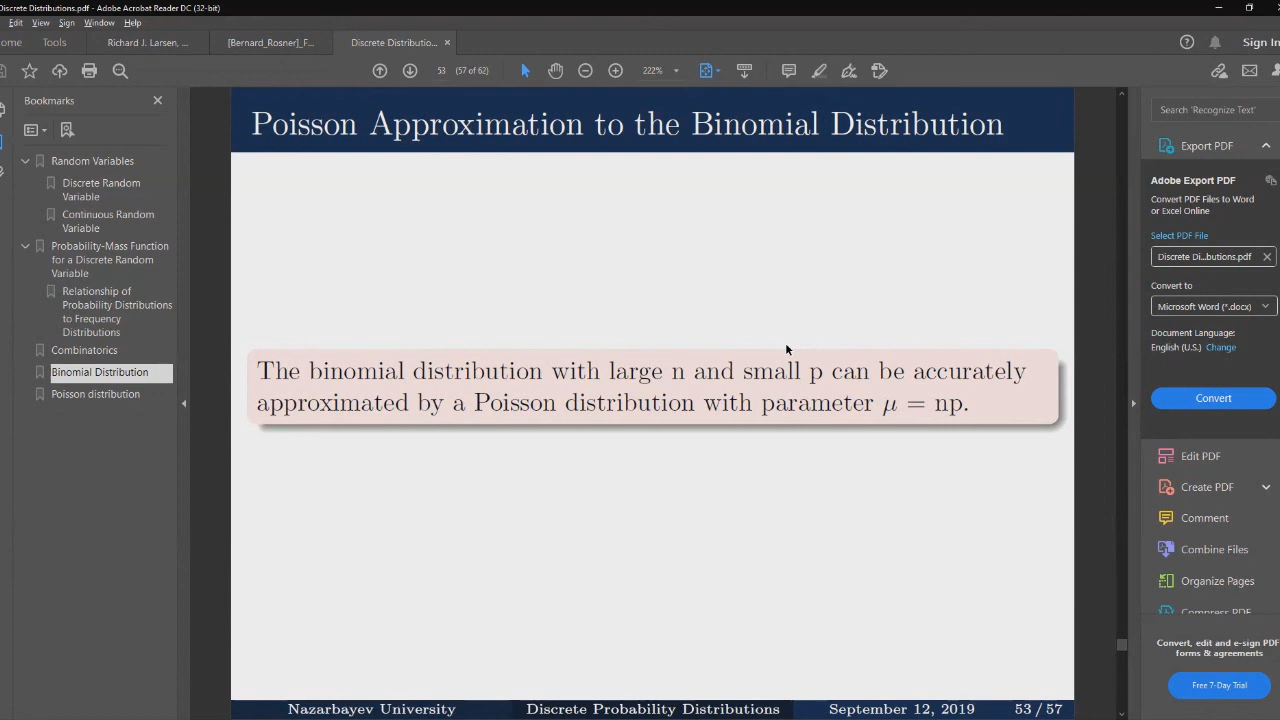 Discrete Distributions.pdf - Adobe Acrobat Reader DC (32-bit)
Edit View Sign Window Help
Tools
Richard J. Larsen, ...
[Bernard_Rosner]_F...
Discrete Distributio... ×
Sign In
53 (57 of 62)
222%
Bookmarks
Random Variables
Discrete Random
Variable
Continuous Random
Variable
Probability-Mass Function
for a Discrete Random
Variable
Relationship of
Probability Distributions
to Frequency
Distributions
Combinatorics
Binomial Distribution
Poisson distribution
Poisson Approximation to the Binomial Distribution
The binomial distribution with large n and small p can be accurately
approximated by a Poisson distribution with parameter μ = np.
Nazarbayev University Discrete Probability Distributions September 12, 2019 53 / 57
Search 'Recognize Text'
Export PDF
Adobe Export PDF
Convert PDF Files to Word
or Excel Online
Select PDF File
Discrete Di...butions.pdf ×
Convert to
Microsoft Word (*.docx)
Document Language:
English (U.S.) Change
Convert
Edit PDF
Create PDF
Comment
Combine Files
Organize Pages
Compress PDF
Convert, edit and e-sign PDF
forms & agreements
Free 7-Day Trial